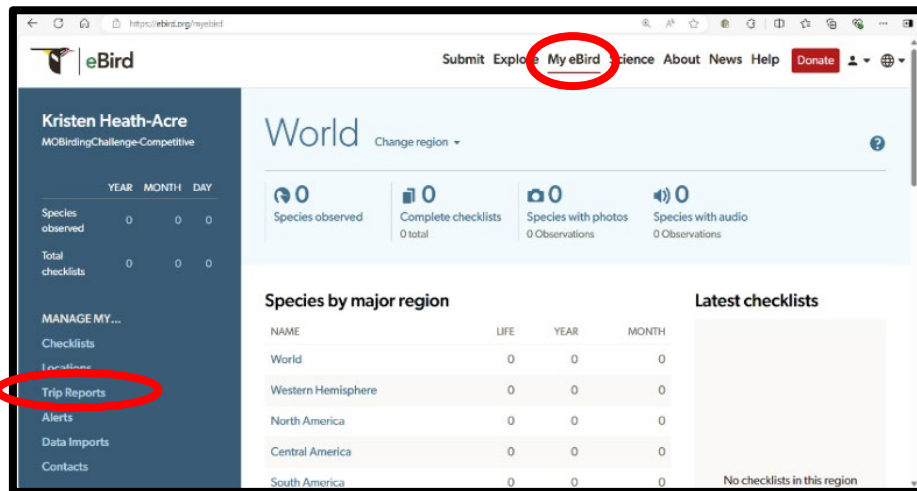 https://ebird.org/myebird
eBird
Submit Explore My eBird Science About News Help Donate
Kristen Heath-Acre
MOBirdingChallenge-Competitive
YEAR MONTH DAY
Species observed 0 0 0
Total checklists 0 0 0
MANAGE MY...
Checklists
Locations
Trip Reports
Alerts
Data Imports
Contacts
World Change region
0 0 0 0
Species observed Complete checklists Species with photos Species with audio
0 total 0 Observations 0 Observations
Species by major region
NAME LIFE YEAR MONTH
World 0 0 0
Western Hemisphere 0 0 0
North America 0 0 0
Central America 0 0 0
South America 0 0 0
Latest checklists
No checklists in this region